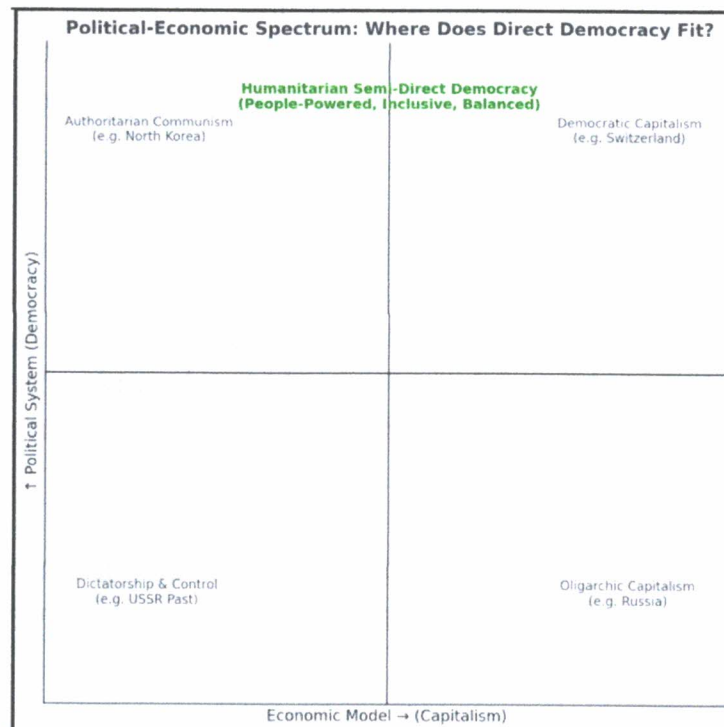 Political-Economic Spectrum: Where Does Direct Democracy Fit?
Humanitarian Semi-Direct Democracy
(People-Powered, Inclusive, Balanced)
Authoritarian Communism
(e.g. North Korea)
Democratic Capitalism
(e.g. Switzerland)
↑ Political System (Democracy)
Dictatorship & Control
(e.g. USSR Past)
Oligarchic Capitalism
(e.g. Russia)
Economic Model → (Capitalism)